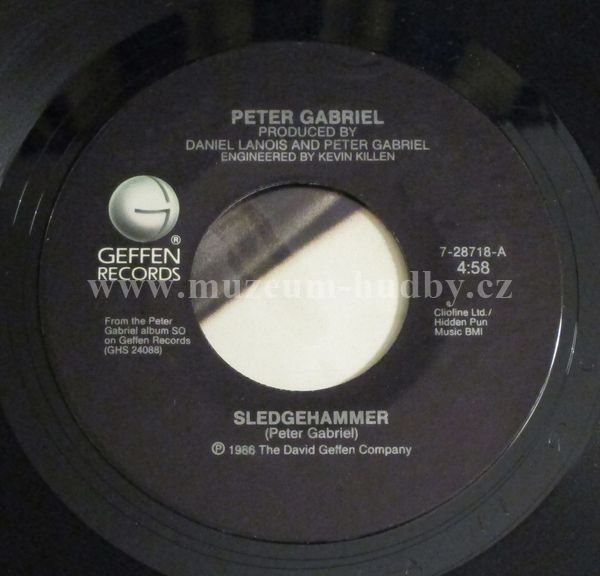 PETER GABRIEL
PRODUCED BY
DANIEL LANOIS AND PETER GABRIEL
ENGINEERED BY KEVIN KILLEN
G
®
GEFFEN
RECORDS
7-28718-A
4:58
www.muzeum-hudby.cz
From the Peter
Gabriel album SO
on Geffen Records
(GHS 24088)
Cliofine Ltd./
Hidden Pun
Music BMI
SLEDGEHAMMER
(Peter Gabriel)
℗ 1986 The David Geffen Company